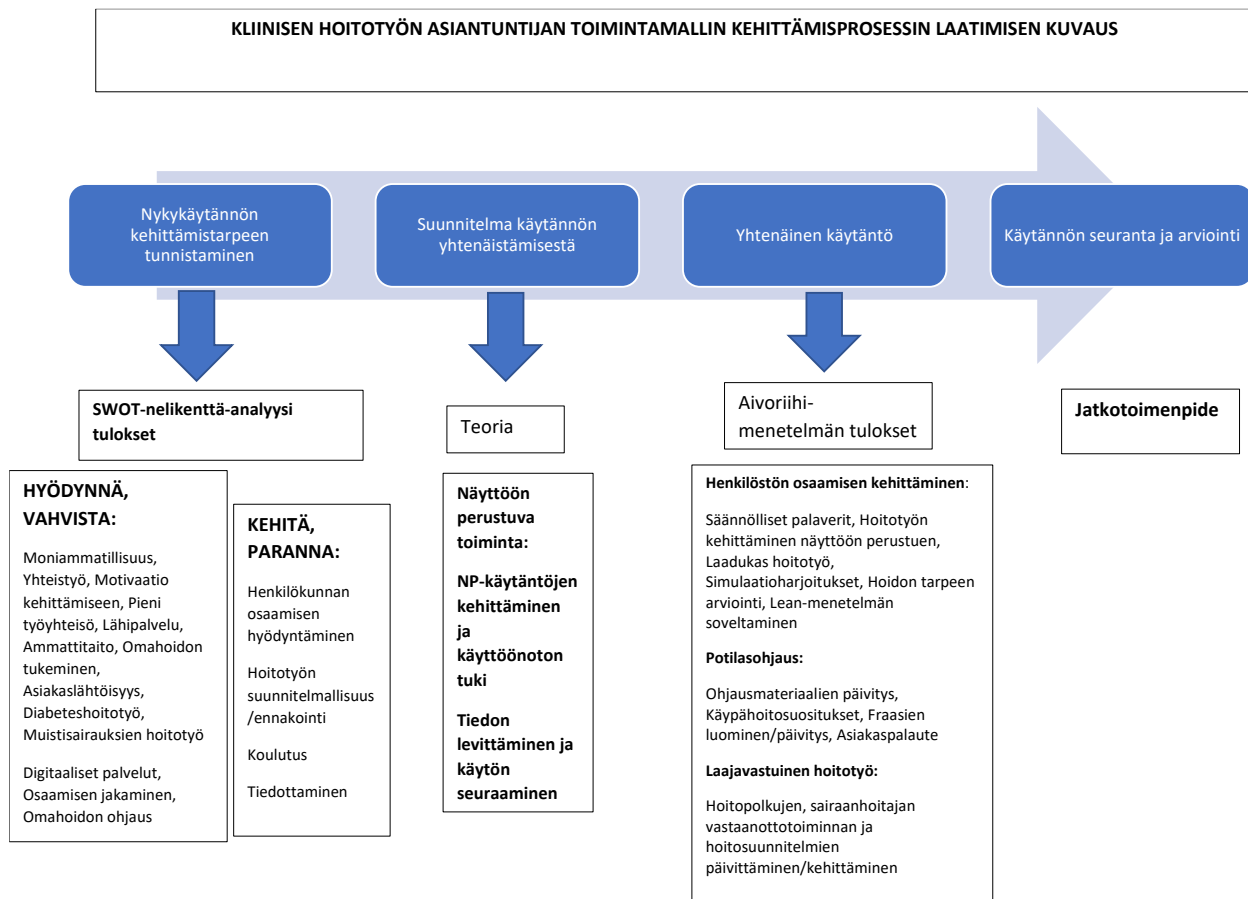 KLIINISEN HOITOTYÖN ASIANTUNTIJAN TOIMINTAMALLIN KEHITTÄMISPROSESSIN LAATIMISEN KUVAUS
Nykykäytännön
kehittämistarpeen
tunnistaminen
Suunnitelma käytännön
yhtenäistämisestä
Yhtenäinen käytäntö
Käytännön seuranta ja arviointi
SWOT-nelikenttä-analyysi
tulokset
Teoria
Aivoriihi-
menetelmän tulokset
Jatkotoimenpide
HYÖDYNNÄ,
VAHVISTA:
Moniammatillisuus,
Yhteistyö, Motivaatio
kehittämiseen, Pieni
työyhteisö, Lähipalvelu,
Ammattitaito, Omahoidon
tukeminen,
Asiakaslähtöisyys,
Diabeteshoitotyö,
Muistisairauksien hoitotyö
Digitaaliset palvelut,
Osaamisen jakaminen,
Omahoidon ohjaus
KEHITÄ,
PARANNA:
Henkilökunnan
osaamisen
hyödyntäminen
Hoitotyön
suunnitelmallisuus
/ennakointi
Koulutus
Tiedottaminen
Näyttöön
perustuva
toiminta:
NP-käytäntöjen
kehittäminen
ja
käyttöönoton
tuki
Tiedon
levittäminen ja
käytön
seuraaminen
Henkilöstön osaamisen kehittäminen:
Säännölliset palaverit, Hoitotyön
kehittäminen näyttöön perustuen,
Laadukas hoitotyö,
Simulaatioharjoitukset, Hoidon tarpeen
arviointi, Lean-menetelmän
soveltaminen
Potilasohjaus:
Ohjausmateriaalien päivitys,
Käypähoitosuositukset, Fraasien
luominen/päivitys, Asiakaspalaute
Laajavastuinen hoitotyö:
Hoitopolkujen, sairaanhoitajan
vastaanottotoiminnan ja
hoitosuunnitelmien
päivittäminen/kehittäminen